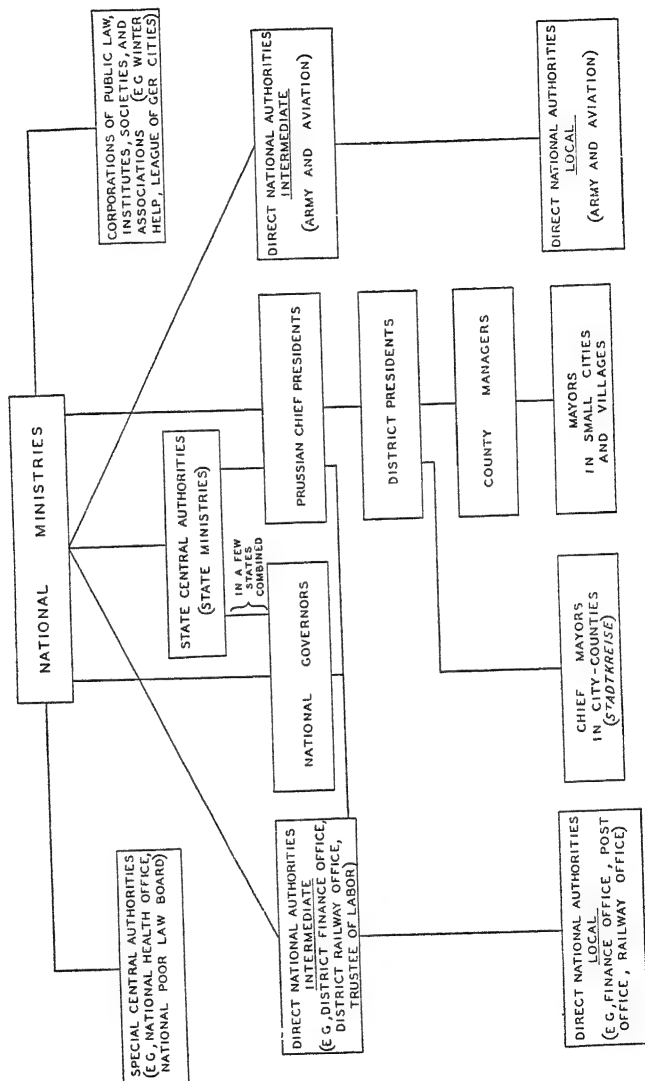 NATIONAL MINISTRIES
SPECIAL CENTRAL AUTHORITIES
(E G, NATIONAL HEALTH OFFICE,
NATIONAL POOR LAW BOARD)
CORPORATIONS OF PUBLIC LAW,
INSTITUTES, SOCIETIES, AND
ASSOCIATIONS (E G WINTER
HELP, LEAGUE OF GER CITIES)
STATE CENTRAL AUTHORITIES
(STATE MINISTRIES)
IN A FEW
STATES
COMBINED
DIRECT NATIONAL AUTHORITIES
INTERMEDIATE
(E G, DISTRICT FINANCE OFFICE,
DISTRICT RAILWAY OFFICE,
TRUSTEE OF LABOR)
NATIONAL GOVERNORS
PRUSSIAN CHIEF PRESIDENTS
DIRECT NATIONAL AUTHORITIES
INTERMEDIATE
(ARMY AND AVIATION)
DISTRICT PRESIDENTS
COUNTY MANAGERS
DIRECT NATIONAL AUTHORITIES
LOCAL
(E G, FINANCE OFFICE, POST
OFFICE, RAILWAY OFFICE)
CHIEF MAYORS
IN CITY-COUNTIES
(STADTKREISE)
MAYORS
IN SMALL CITIES
AND VILLAGES
DIRECT NATIONAL AUTHORITIES
LOCAL
(ARMY AND AVIATION)